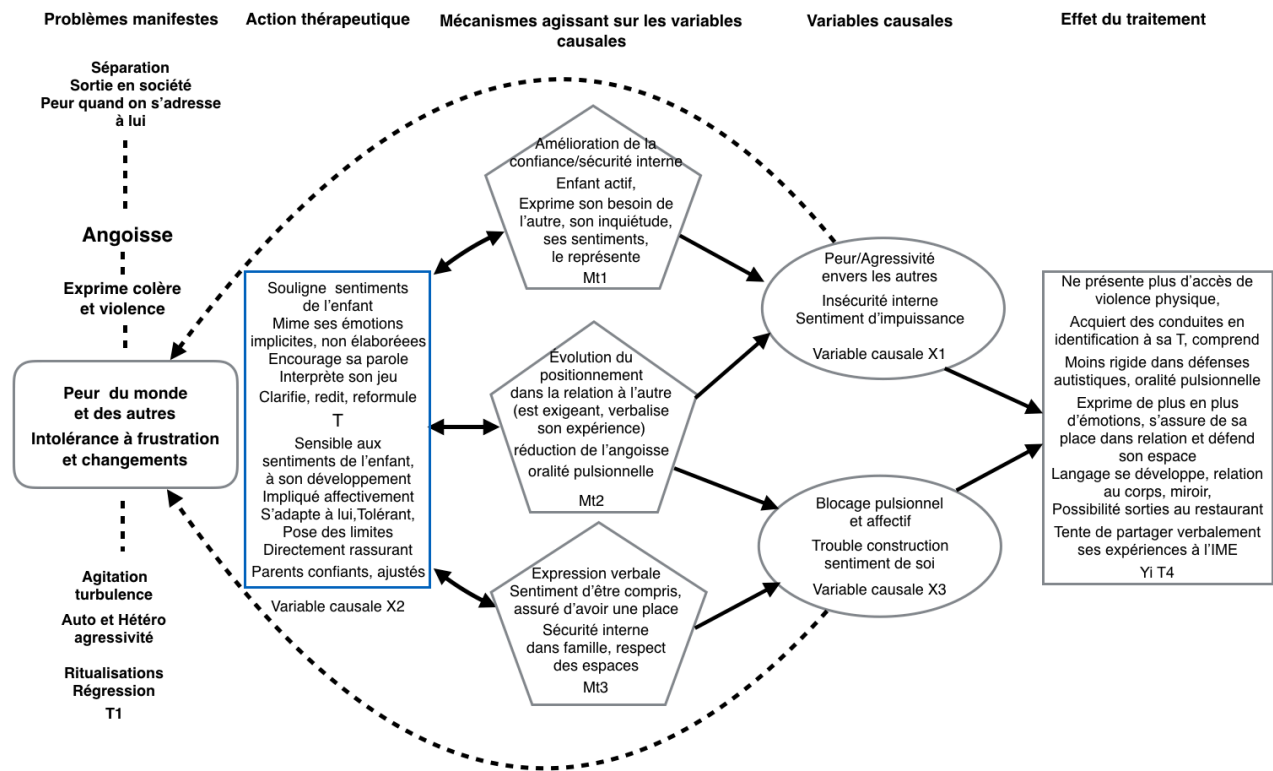 Problèmes manifestes
Action thérapeutique
Mécanismes agissant sur les variables
causales
Variables causales
Effet du traitement
Séparation
Sortie en société
Peur quand on s’adresse
à lui
Angoisse
Exprime colère
et violence
Peur du monde
et des autres
Intolérance à frustration
et changements
Agitation
turbulence
Auto et Hétéro
agressivité
Ritualisations
Régression
T1
Souligne sentiments
de l’enfant
Mime ses émotions
implicites, non élaborées
Encourage sa parole
Interprète son jeu
Clarifie, redit, reformule
T
Sensible aux
sentiments de l’enfant,
à son développement
Impliqué affectivement
S’adapte à lui,Tolérant,
Pose des limites
Directement rassurant
Parents confiants, ajustés
Variable causale X2
Amélioration de la
confiance/sécurité interne
Enfant actif,
Exprime son besoin de
l’autre, son inquiétude,
ses sentiments,
le représente
Mt1
Évolution du
positionnement
dans la relation à l’autre
(est exigeant, verbalise
son expérience)
réduction de l’angoisse
oralité pulsionnelle
Mt2
Expression verbale
Sentiment d’être compris,
assuré d’avoir une place
Sécurité interne
dans famille, respect
des espaces
Mt3
Peur/Agressivité
envers les autres
Insécurité interne
Sentiment d’impuissance
Variable causale X1
Blocage pulsionnel
et affectif
Trouble construction
sentiment de soi
Variable causale X3
Ne présente plus d’accès de
violence physique,
Acquiert des conduites en
identification à sa T, comprend
Moins rigide dans défenses
autistiques, oralité pulsionnelle
Exprime de plus en plus
d’émotions, s’assure de sa
place dans relation et défend
son espace
Langage se développe, relation
au corps, miroir,
Possibilité sorties au restaurant
Tente de partager verbalement
ses expériences à l’IME
Yi T4